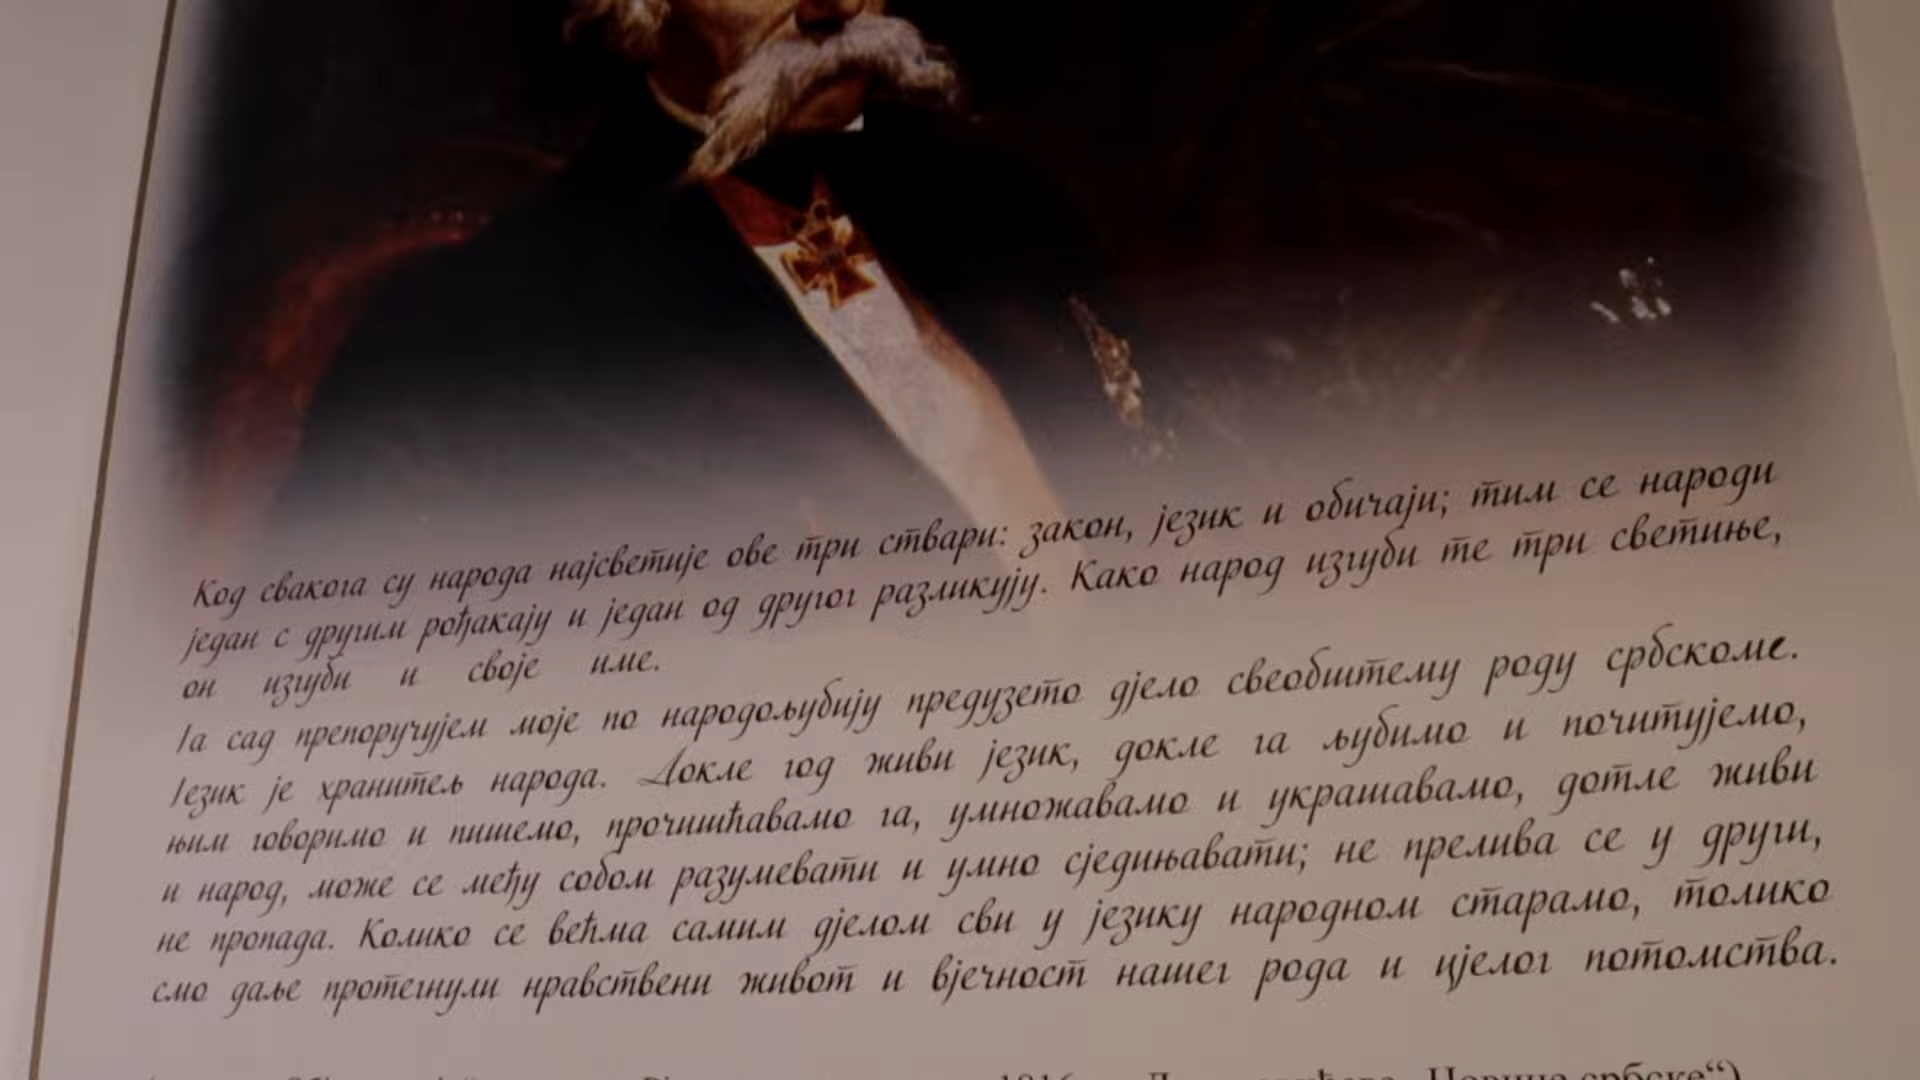 Код свакога су народа најсветије ове три ствари: закон, језик и обичаји; тим се народи
један с другим рођакају и један од другог разликују. Како народ изгуби те три светиње,
он изгуби и своје име.
Ја сад препоручујем моје по народољубију предузето дјело свеобштему роду србскоме.
Језик је хранитељ народа. Докле год живи језик, докле га љубимо и почитујемо,
њим говоримо и пишемо, прочишћавамо га, умножавамо и украшавамо, дотле живи
и народ, може се међу собом разумевати и умно сједињавати; не прелива се у други,
не пропада. Колико се већма самим дјелом сви у језику народном старамо, толико
смо даље протегнули нравствени живот и вјечност нашег рода и цјелог потомства.
1816 „Новине србске“)